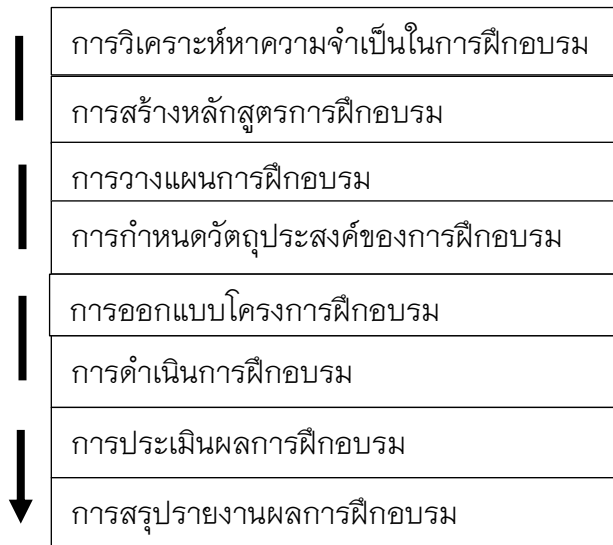 การวิเคราะห์หาความจำเป็นในการฝึกอบรม
การสร้างหลักสูตรการฝึกอบรม
การวางแผนการฝึกอบรม
การกำหนดวัตถุประสงค์ของการฝึกอบรม
การออกแบบโครงการฝึกอบรม
การดำเนินการฝึกอบรม
การประเมินผลการฝึกอบรม
การสรุปรายงานผลการฝึกอบรม